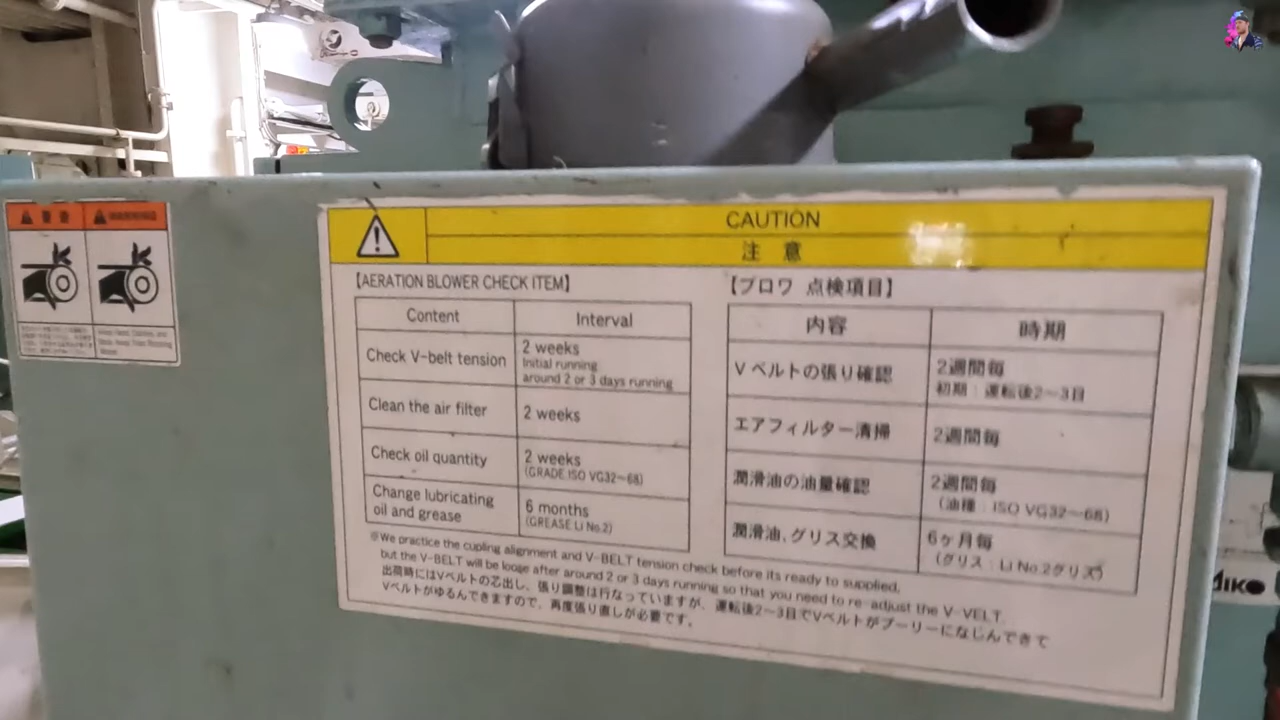 警告
CAUTION
注 意
【AERATION BLOWER CHECK ITEM】
Content
Interval
Check V-belt tension
2 weeks
Initial running
around 2 or 3 days running
Clean the air filter
2 weeks
Check oil quantity
2 weeks
(GRADE:ISO VG32~68)
Change lubricating
oil and grease
6 months
(GREASE:Li No.2)
※We practice the cupling alignment and V-BELT tension check before its ready to supplied,
but the V-BELT will be loose after around 2 or 3 days running so that you need to re-adjust the V-VELT.
出荷時にはVベルトの芯出し、張り調整は行なっていますが、運転後2~3日でVベルトがプーリーになじんできて
Vベルトがゆるんできますので、再度張り直しが必要です。
【ブロワ 点検項目】
内容
時期
V ベルトの張り確認
2週間毎
初期:運転後2~3日
エアフィルター清掃
2週間毎
潤滑油の油量確認
2週間毎
(油種:ISO VG32~68)
潤滑油、グリス交換
6ヶ月毎
(グリス:Li No.2グリス)